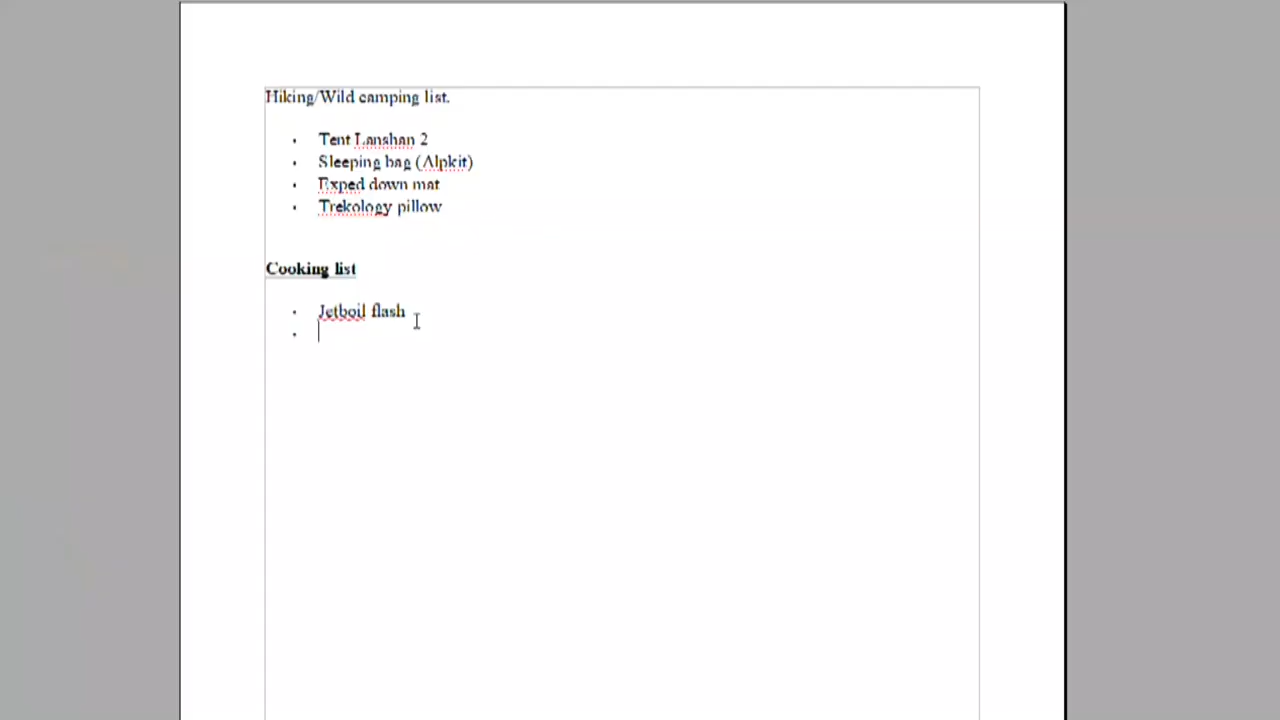 Hiking/Wild camping list.
• Tent Lanshan 2
• Sleeping bag (Alpkit)
• Exped down mat
• Trekology pillow
Cooking list
• Jetboil flash
•